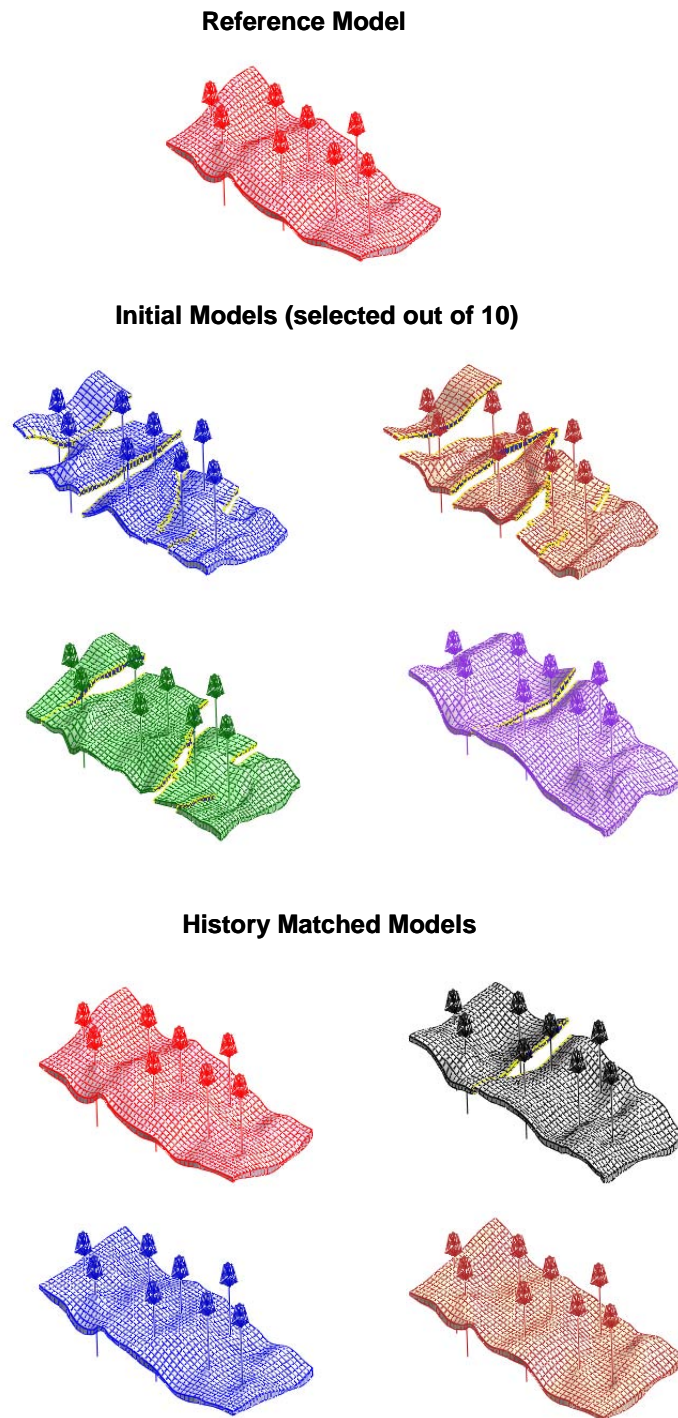 Reference Model
Initial Models (selected out of 10)
History Matched Models